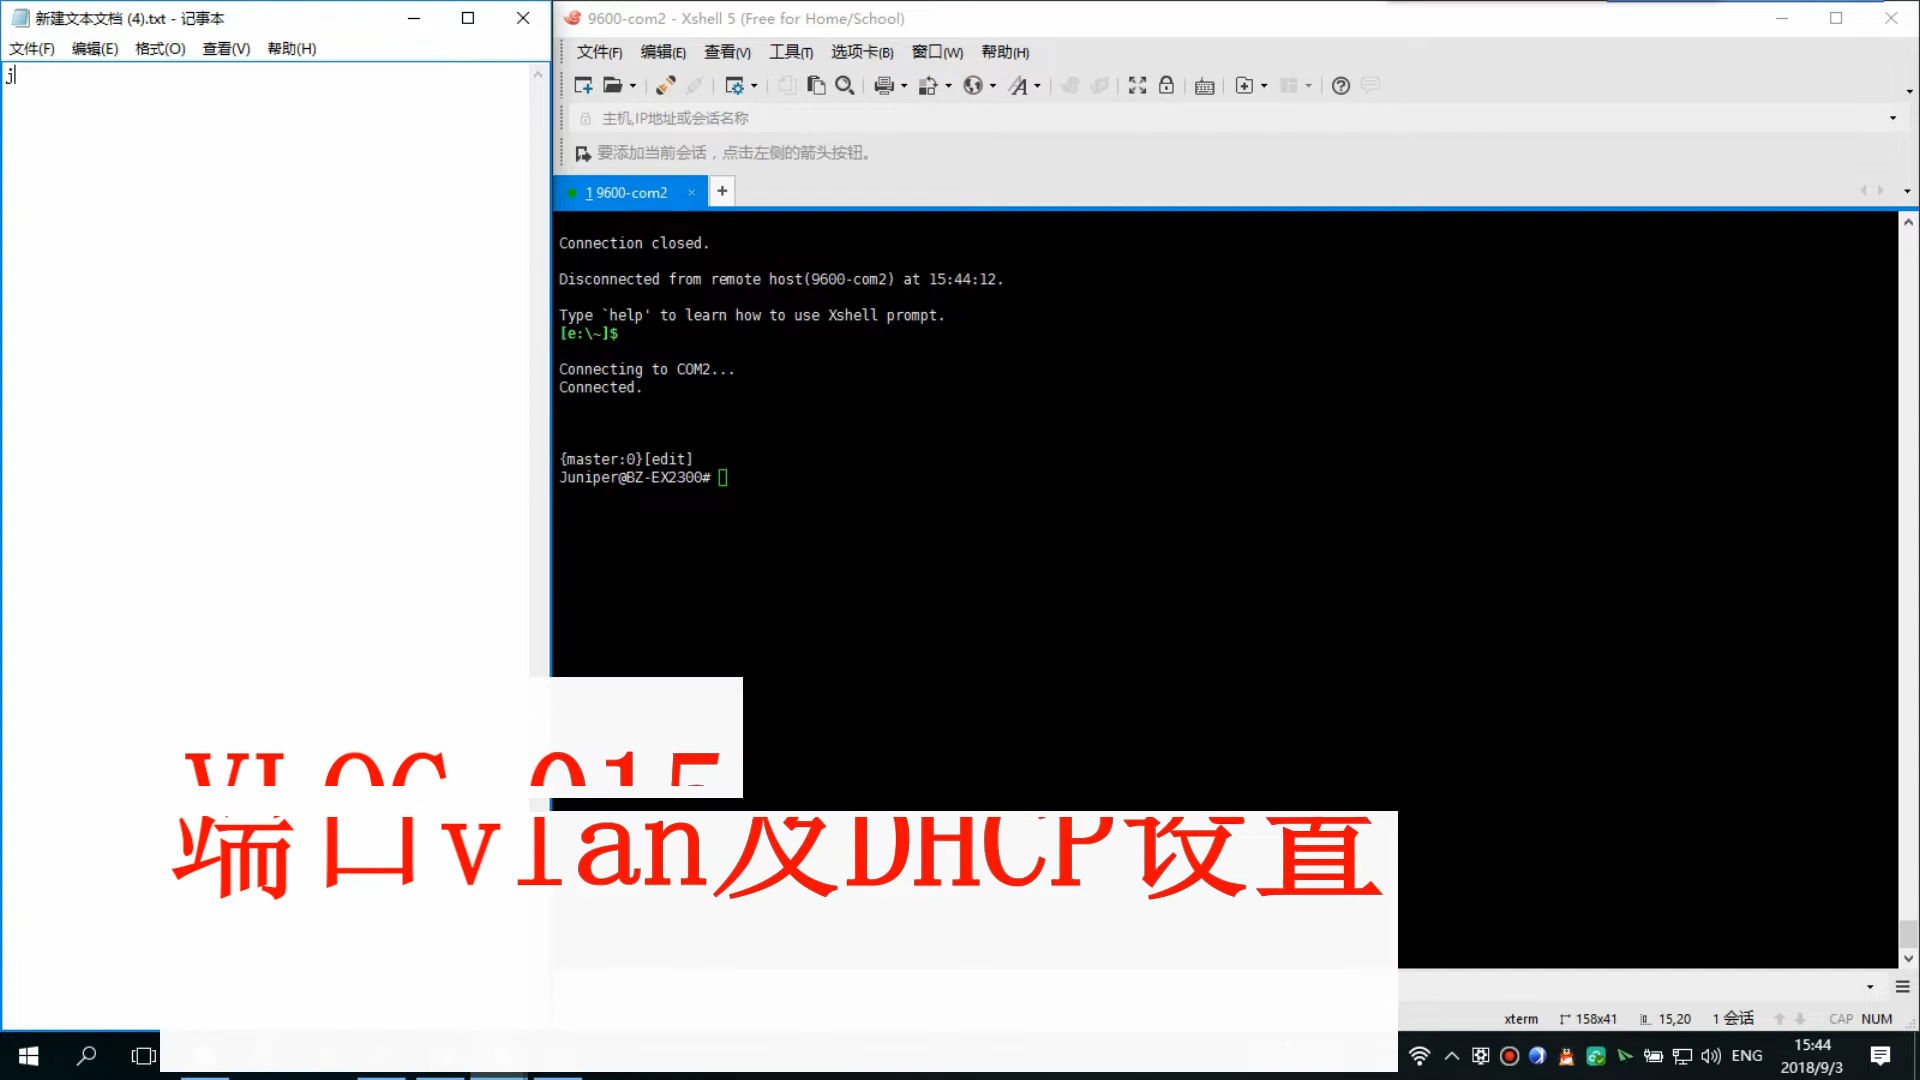 新建文本文档 (4).txt - 记事本
文件(F) 编辑(E) 格式(O) 查看(V) 帮助(H)
j
9600-com2 - Xshell 5 (Free for Home/School)
文件(F) 编辑(E) 查看(V) 工具(T) 选项卡(B) 窗口(W) 帮助(H)
主机,IP地址或会话名称
要添加当前会话，点击左侧的箭头按钮。
1 9600-com2
Connection closed.
Disconnected from remote host(9600-com2) at 15:44:12.
Type `help' to learn how to use Xshell prompt.
[e:\~]$
Connecting to COM2...
Connected.
{master:0}[edit]
Juniper@BZ-EX2300#
VLOG 015
端口vlan及DHCP设置
xterm 158x41 15,20 1 会话 CAP NUM
ENG
15:44
2018/9/3